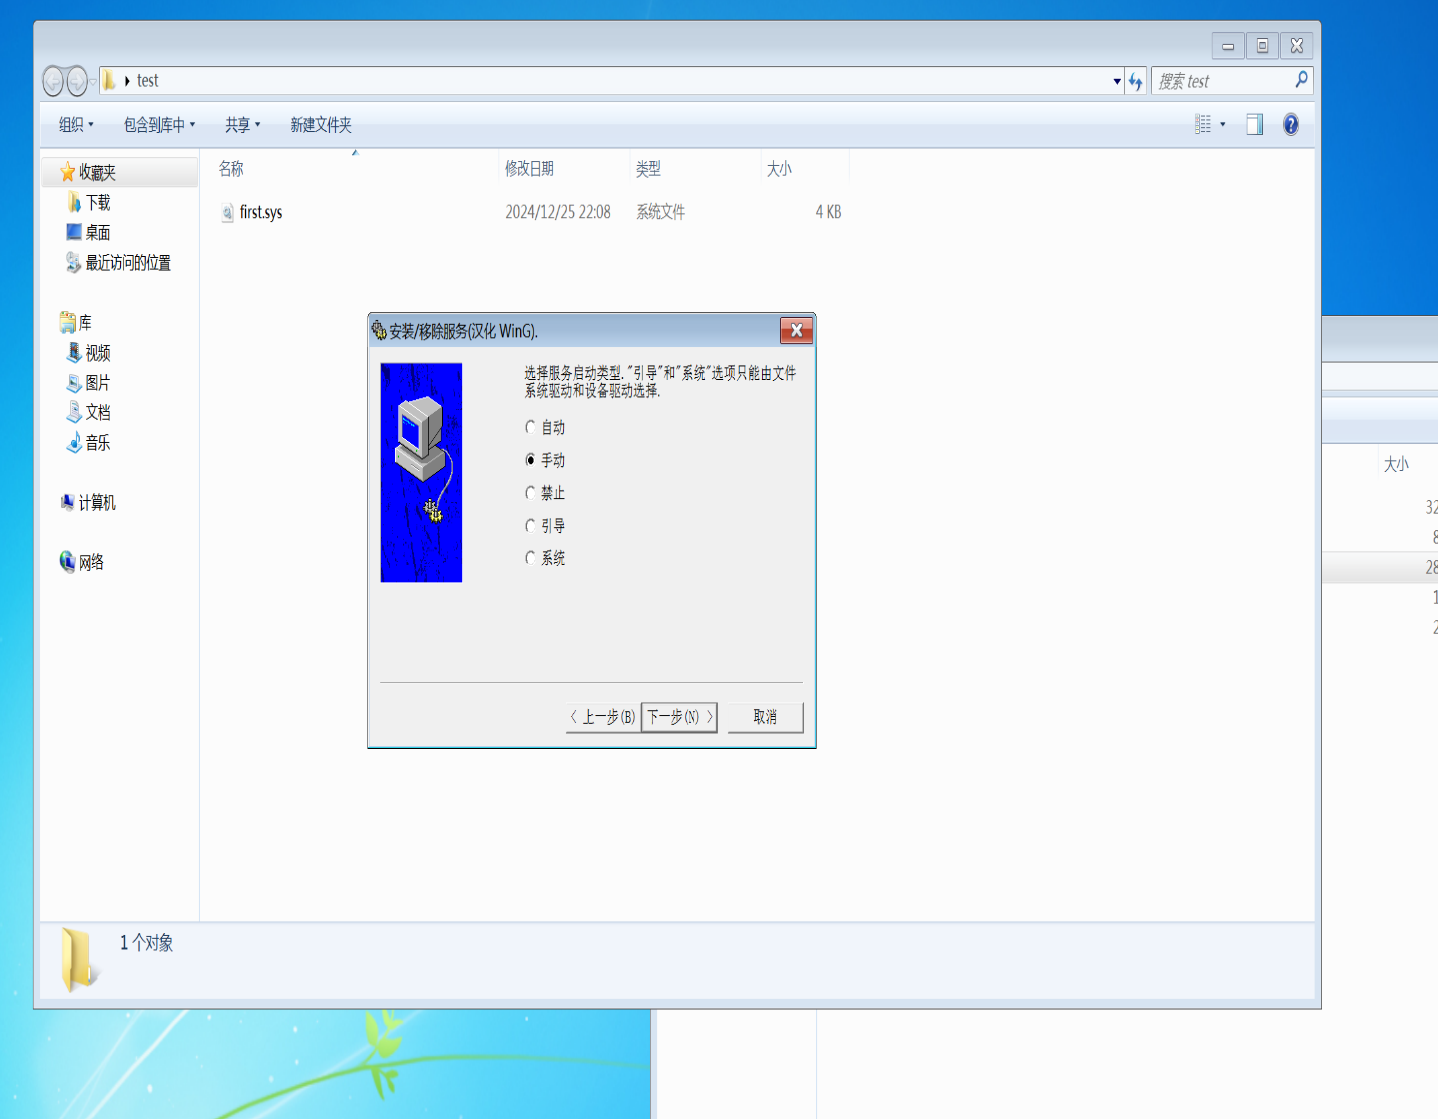 test
搜索 test
组织
包含到库中
共享
新建文件夹
收藏夹
下载
桌面
最近访问的位置
库
视频
图片
文档
音乐
计算机
网络
名称
修改日期
类型
大小
first.sys
2024/12/25 22:08
系统文件
4 KB
安装/移除服务(汉化 WinG).
选择服务启动类型."引导"和"系统"选项只能由文件
系统驱动和设备驱动选择.
自动
手动
禁止
引导
系统
< 上一步(B)
下一步(N) >
取消
1 个对象
大小
32
8
28
1
2